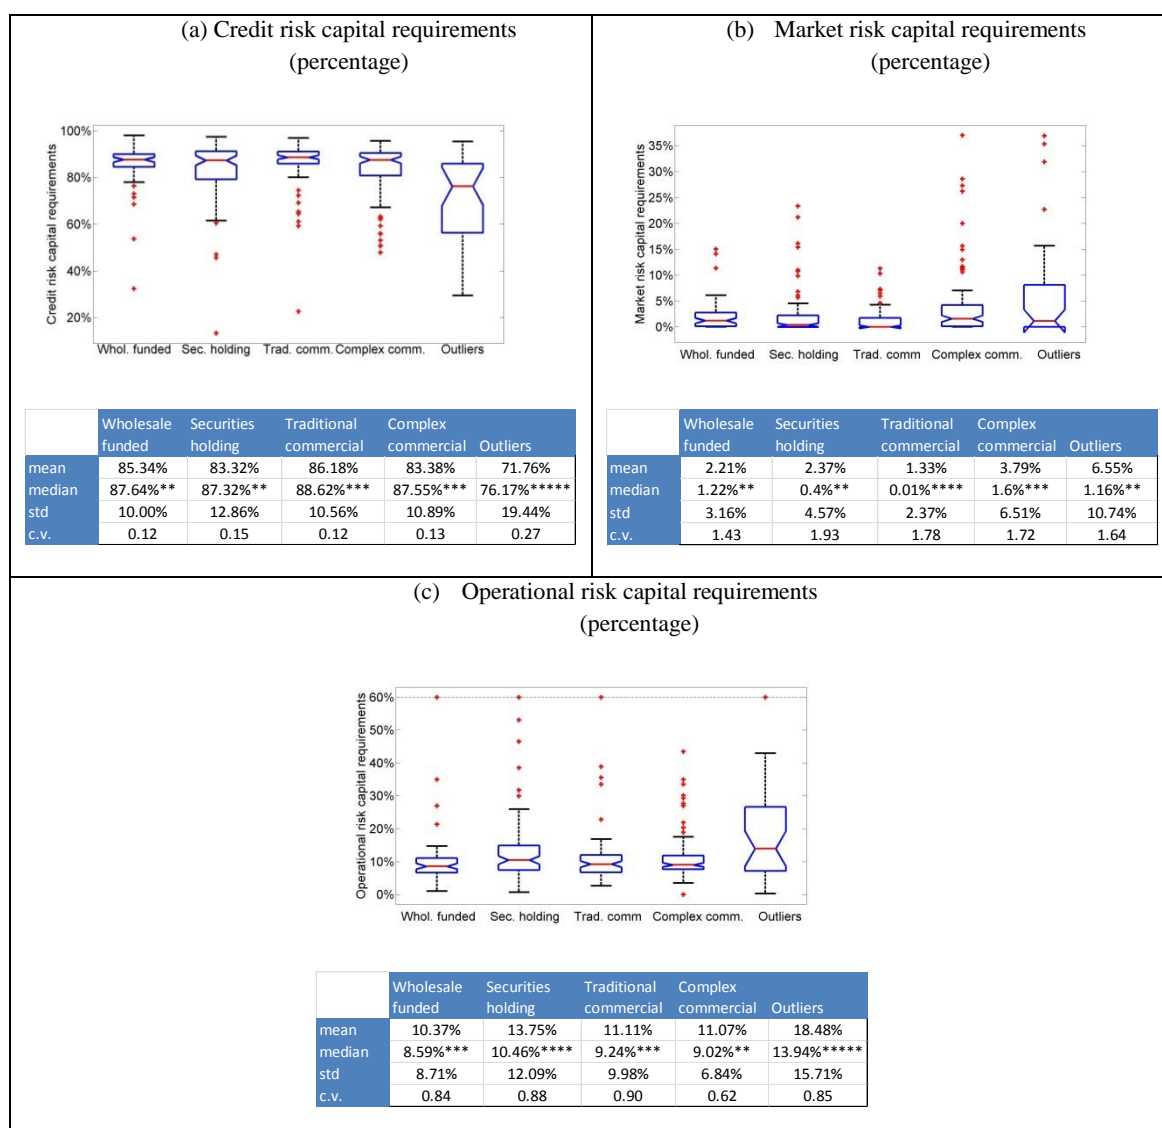 (a) Credit risk capital requirements
(percentage)
100%
80%
60%
40%
20%
Credit risk capital requirements
Whol. funded Sec. holding Trad. comm. Complex comm. Outliers
Wholesale funded Securities holding Traditional commercial Complex commercial Outliers
mean 85.34% 83.32% 86.18% 83.38% 71.76%
median 87.64%** 87.32%** 88.62%*** 87.55%*** 76.17%*****
std 10.00% 12.86% 10.56% 10.89% 19.44%
c.v. 0.12 0.15 0.12 0.13 0.27
(b) Market risk capital requirements
(percentage)
35%
30%
25%
20%
15%
10%
5%
0%
Market risk capital requirements
Whol. funded Sec. holding Trad. comm Complex comm. Outliers
Wholesale funded Securities holding Traditional commercial Complex commercial Outliers
mean 2.21% 2.37% 1.33% 3.79% 6.55%
median 1.22%** 0.4%** 0.01%**** 1.6%*** 1.16%**
std 3.16% 4.57% 2.37% 6.51% 10.74%
c.v. 1.43 1.93 1.78 1.72 1.64
(c) Operational risk capital requirements
(percentage)
60%
50%
40%
30%
20%
10%
0%
Operational risk capital requirements
Whol. funded Sec. holding Trad. comm Complex comm. Outliers
Wholesale funded Securities holding Traditional commercial Complex commercial Outliers
mean 10.37% 13.75% 11.11% 11.07% 18.48%
median 8.59%*** 10.46%**** 9.24%*** 9.02%** 13.94%*****
std 8.71% 12.09% 9.98% 6.84% 15.71%
c.v. 0.84 0.88 0.90 0.62 0.85